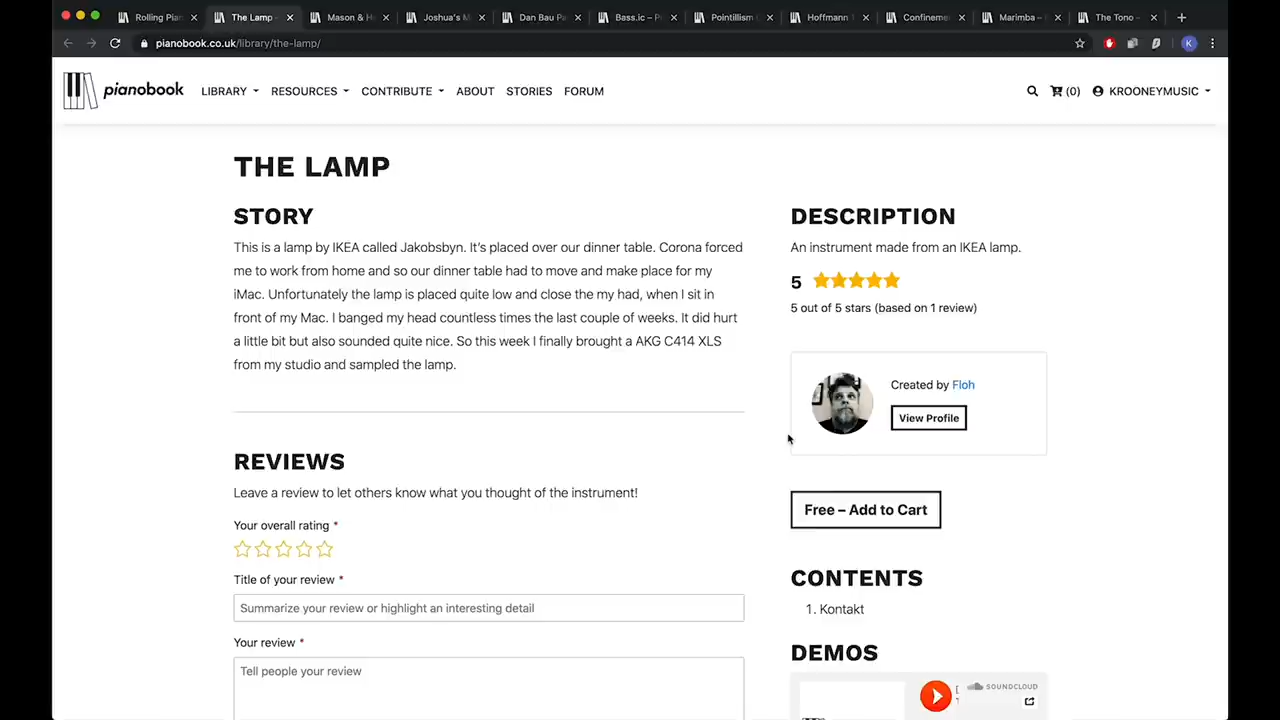 Rolling Pian
The Lamp –
Mason & H
Joshua's M
Dan Bau Pa
Bass.ic – P
Pointillism C
Hoffmann T
Confinemen
Marimba –
The Tono –
pianobook.co.uk/library/the-lamp/
K
pianobook
LIBRARY
RESOURCES
CONTRIBUTE
ABOUT
STORIES
FORUM
(0)
KROONEYMUSIC
THE LAMP
STORY
This is a lamp by IKEA called Jakobsbyn. It's placed over our dinner table. Corona forced
me to work from home and so our dinner table had to move and make place for my
iMac. Unfortunately the lamp is placed quite low and close the my had, when I sit in
front of my Mac. I banged my head countless times the last couple of weeks. It did hurt
a little bit but also sounded quite nice. So this week I finally brought a AKG C414 XLS
from my studio and sampled the lamp.
REVIEWS
Leave a review to let others know what you thought of the instrument!
Your overall rating *
Title of your review *
Summarize your review or highlight an interesting detail
Your review *
Tell people your review
DESCRIPTION
An instrument made from an IKEA lamp.
5
5 out of 5 stars (based on 1 review)
Created by Floh
View Profile
Free – Add to Cart
CONTENTS
1. Kontakt
DEMOS
SOUNDCLOUD